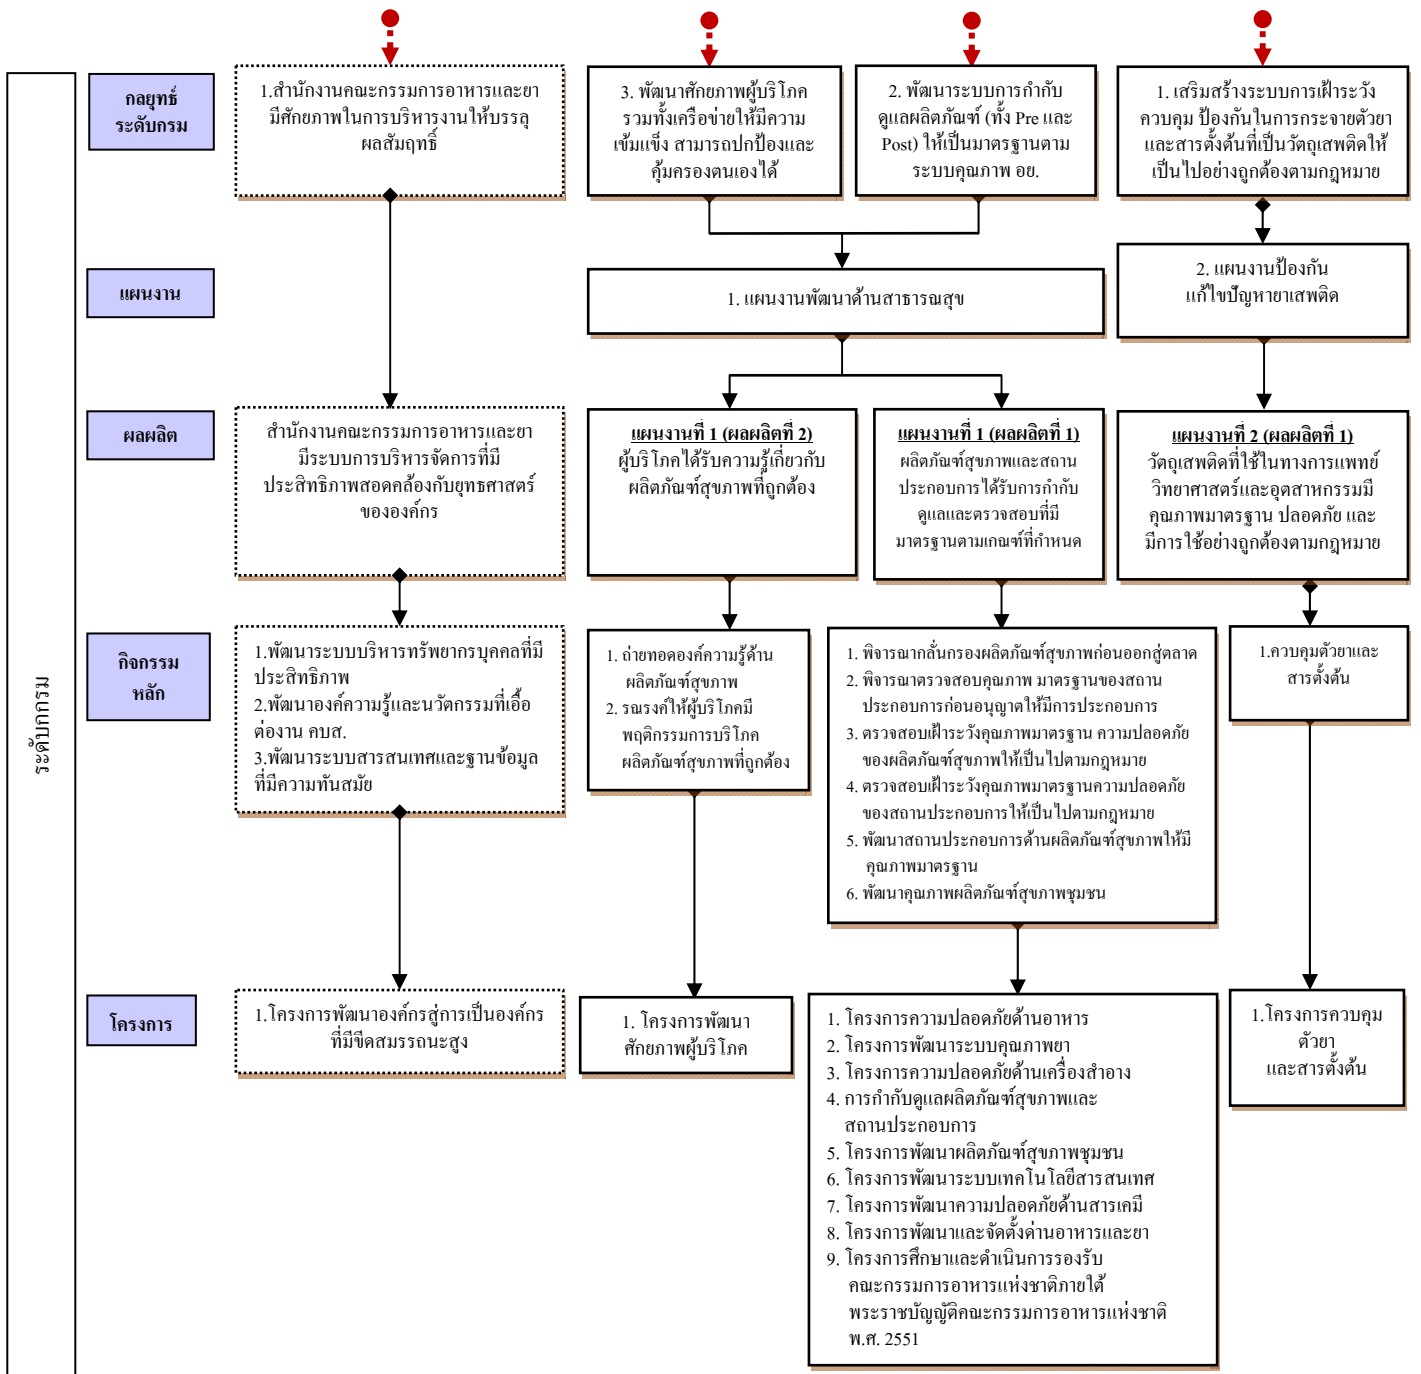 ระดับกรม
กลยุทธ์
ระดับกรม
1.สำนักงานคณะกรรมการอาหารและยา
มีศักยภาพในการบริหารงานให้บรรลุ
ผลสัมฤทธิ์
3. พัฒนาศักยภาพผู้บริโภค
รวมทั้งเครือข่ายให้มีความ
เข้มแข็ง สามารถปกป้องและ
คุ้มครองตนเองได้
2. พัฒนาระบบการกำกับ
ดูแลผลิตภัณฑ์ (ทั้ง Pre และ
Post) ให้เป็นมาตรฐานตาม
ระบบคุณภาพ อย.
1. เสริมสร้างระบบการเฝ้าระวัง
ควบคุม ป้องกันในการกระจายตัวยา
และสารตั้งต้นที่เป็นวัตถุเสพติดให้
เป็นไปอย่างถูกต้องตามกฎหมาย
แผนงาน
1. แผนงานพัฒนาด้านสาธารณสุข
2. แผนงานป้องกัน
แก้ไขปัญหายาเสพติด
ผลผลิต
สำนักงานคณะกรรมการอาหารและยา
มีระบบการบริหารจัดการที่มี
ประสิทธิภาพสอดคล้องกับยุทธศาสตร์
ขององค์กร
แผนงานที่ 1 (ผลผลิตที่ 2)
ผู้บริโภคได้รับความรู้เกี่ยวกับ
ผลิตภัณฑ์สุขภาพที่ถูกต้อง
แผนงานที่ 1 (ผลผลิตที่ 1)
ผลิตภัณฑ์สุขภาพและสถาน
ประกอบการได้รับการกำกับ
ดูแลและตรวจสอบที่มี
มาตรฐานตามเกณฑ์ที่กำหนด
แผนงานที่ 2 (ผลผลิตที่ 1)
วัตถุเสพติดที่ใช้ในทางการแพทย์
วิทยาศาสตร์และอุตสาหกรรมมี
คุณภาพมาตรฐาน ปลอดภัย และ
มีการใช้อย่างถูกต้องตามกฎหมาย
กิจกรรม
หลัก
1.พัฒนาระบบบริหารทรัพยากรบุคคลที่มี
ประสิทธิภาพ
2.พัฒนาองค์ความรู้และนวัตกรรมที่เอื้อ
ต่องาน คบส.
3.พัฒนาระบบสารสนเทศและฐานข้อมูล
ที่มีความทันสมัย
1. ถ่ายทอดองค์ความรู้ด้าน
ผลิตภัณฑ์สุขภาพ
2. รณรงค์ให้ผู้บริโภคมี
พฤติกรรมการบริโภค
ผลิตภัณฑ์สุขภาพที่ถูกต้อง
1. พิจารณากลั่นกรองผลิตภัณฑ์สุขภาพก่อนออกสู่ตลาด
2. พิจารณาตรวจสอบคุณภาพ มาตรฐานของสถาน
ประกอบการก่อนอนุญาตให้มีการประกอบการ
3. ตรวจสอบเฝ้าระวังคุณภาพมาตรฐาน ความปลอดภัย
ของผลิตภัณฑ์สุขภาพให้เป็นไปตามกฎหมาย
4. ตรวจสอบเฝ้าระวังคุณภาพมาตรฐานความปลอดภัย
ของสถานประกอบการให้เป็นไปตามกฎหมาย
5. พัฒนาสถานประกอบการด้านผลิตภัณฑ์สุขภาพให้มี
คุณภาพมาตรฐาน
6. พัฒนาคุณภาพผลิตภัณฑ์สุขภาพชุมชน
1.ควบคุมตัวยาและ
สารตั้งต้น
โครงการ
1.โครงการพัฒนาองค์กรสู่การเป็นองค์กร
ที่มีขีดสมรรถนะสูง
1. โครงการพัฒนา
ศักยภาพผู้บริโภค
1. โครงการความปลอดภัยด้านอาหาร
2. โครงการพัฒนาระบบคุณภาพยา
3. โครงการความปลอดภัยด้านเครื่องสำอาง
4. การกำกับดูแลผลิตภัณฑ์สุขภาพและ
สถานประกอบการ
5. โครงการพัฒนาผลิตภัณฑ์สุขภาพชุมชน
6. โครงการพัฒนาระบบเทคโนโลยีสารสนเทศ
7. โครงการพัฒนาความปลอดภัยด้านสารเคมี
8. โครงการพัฒนาและจัดตั้งด่านอาหารและยา
9. โครงการศึกษาและดำเนินการรองรับ
คณะกรรมการอาหารแห่งชาติภายใต้
พระราชบัญญัติคณะกรรมการอาหารแห่งชาติ
พ.ศ. 2551
1.โครงการควบคุม
ตัวยา
และสารตั้งต้น